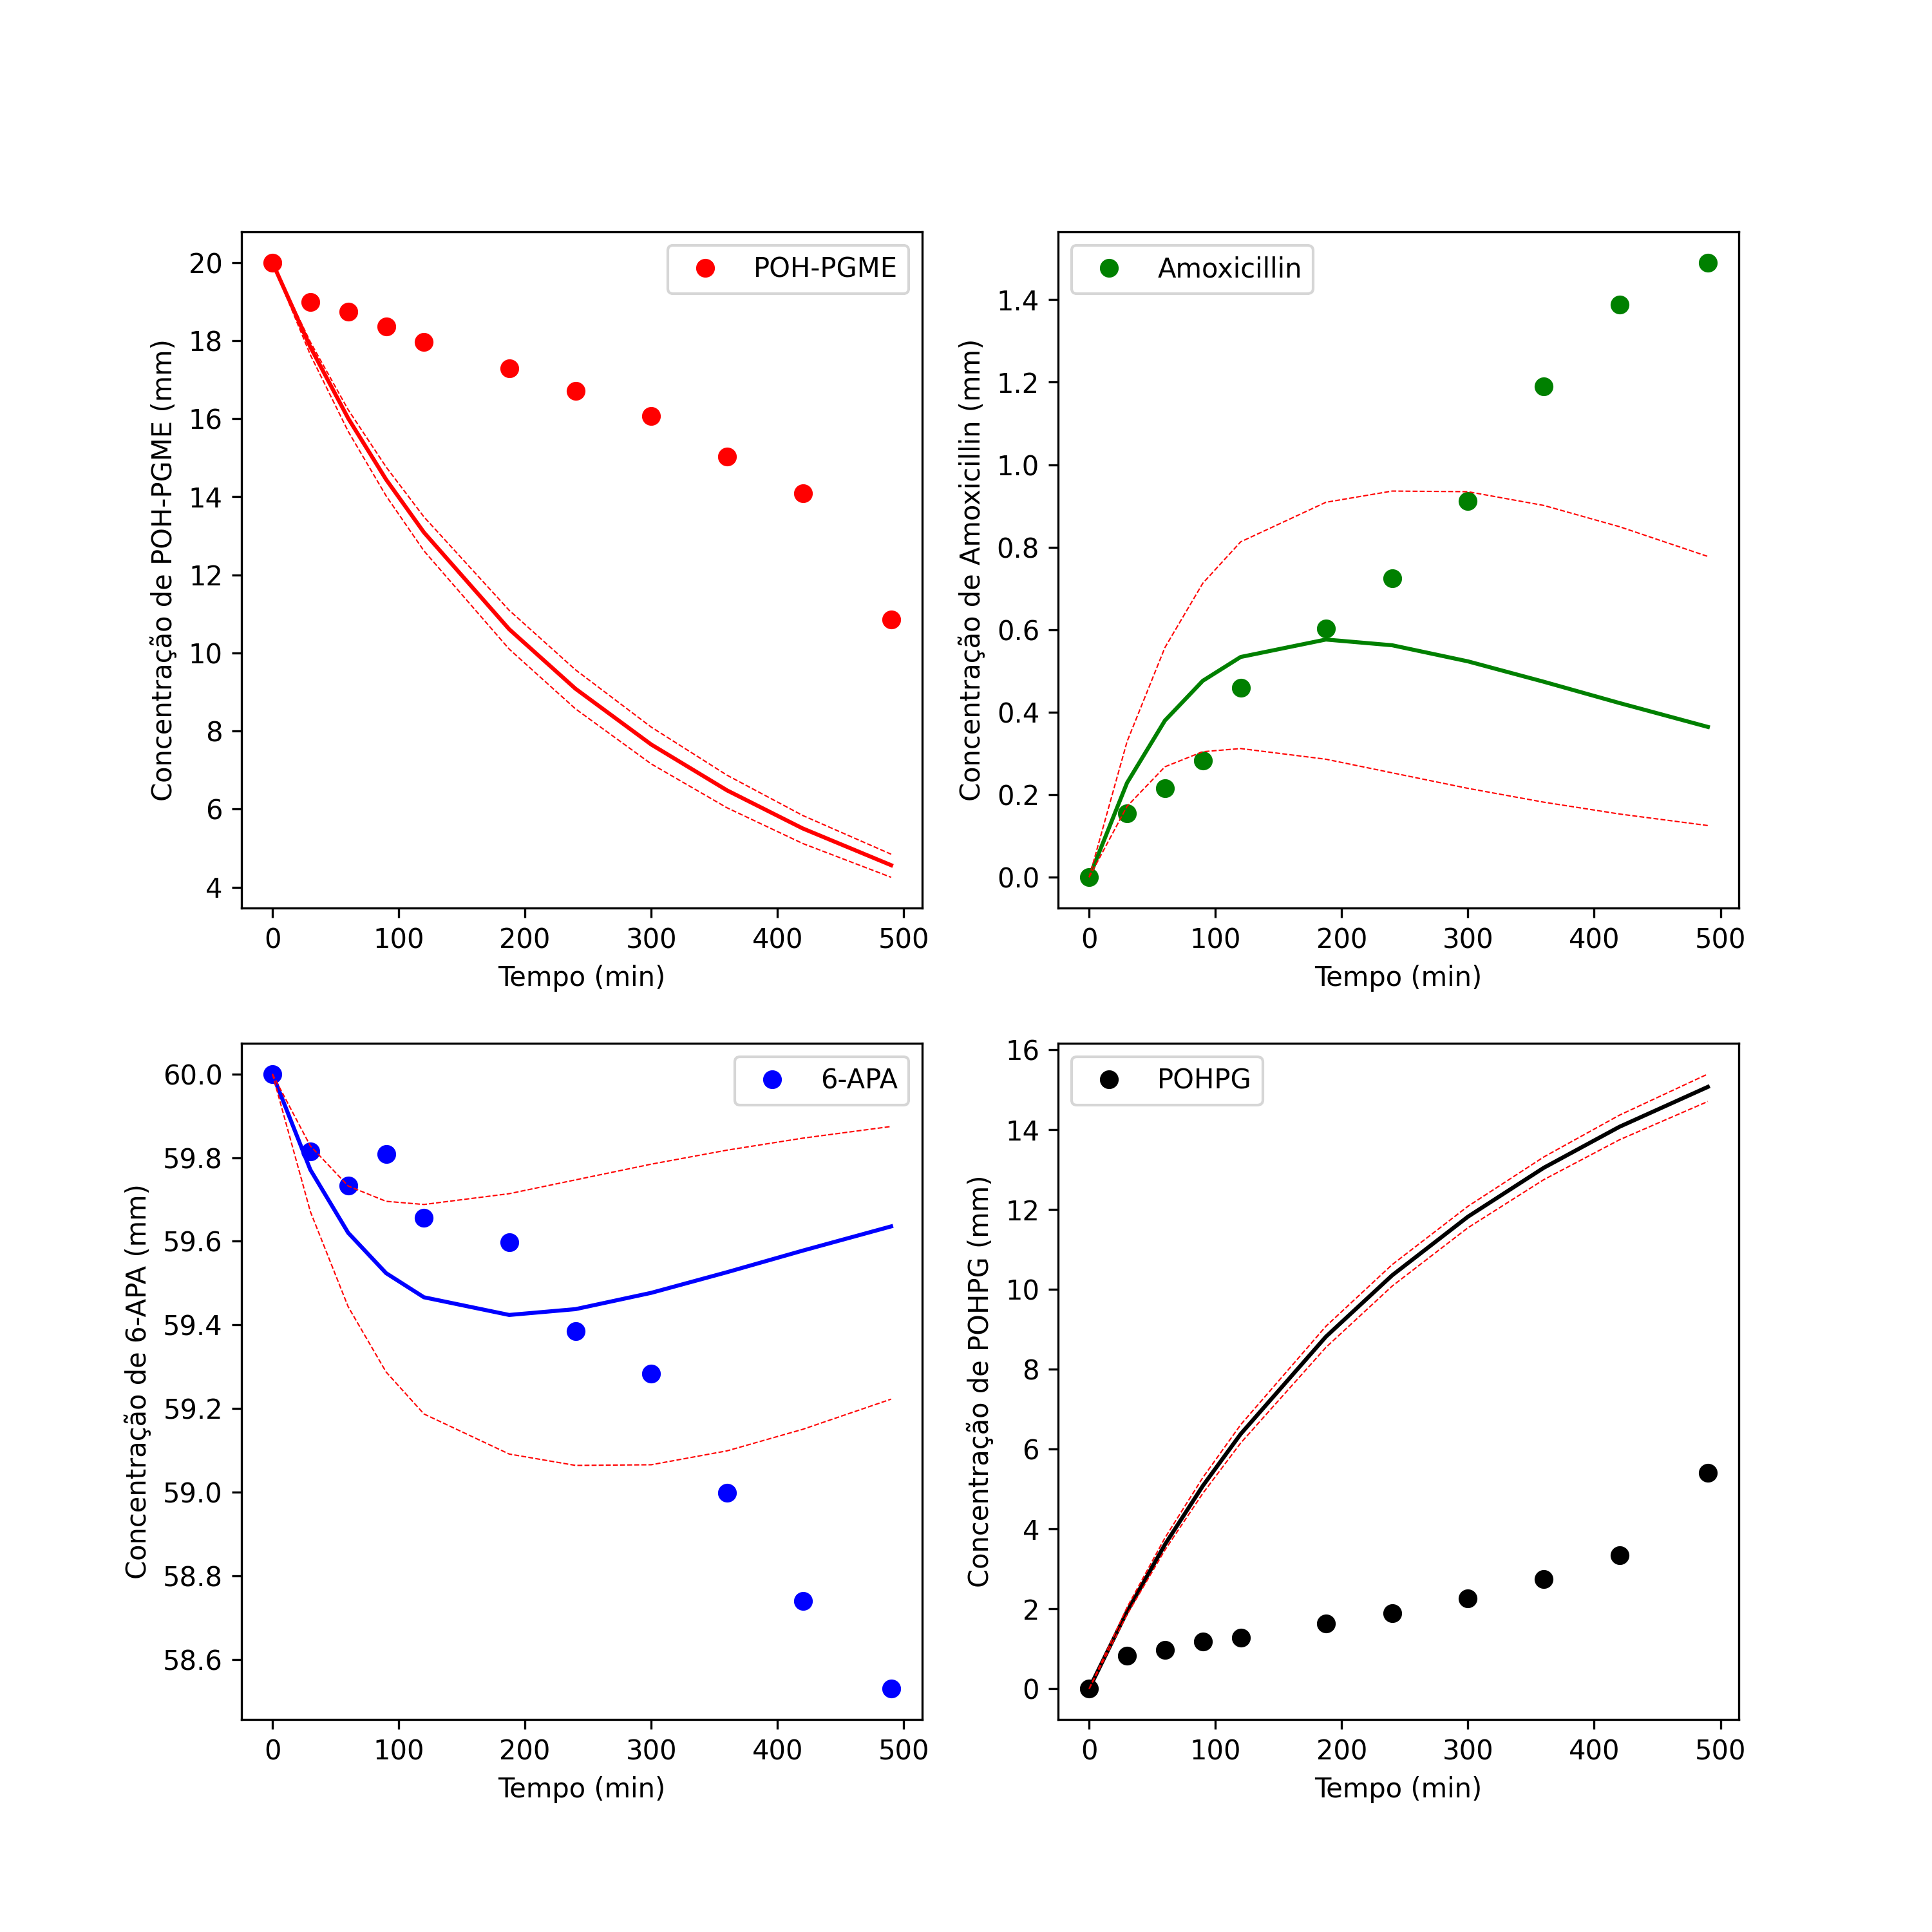 POH-PGME
Concentração de POH-PGME (mm)
20
18
16
14
12
10
8
6
4
0 100 200 300 400 500
Tempo (min)
Amoxicillin
Concentração de Amoxicillin (mm)
1.4
1.2
1.0
0.8
0.6
0.4
0.2
0.0
0 100 200 300 400 500
Tempo (min)
6-APA
Concentração de 6-APA (mm)
60.0
59.8
59.6
59.4
59.2
59.0
58.8
58.6
0 100 200 300 400 500
Tempo (min)
POHPG
Concentração de POHPG (mm)
16
14
12
10
8
6
4
2
0
0 100 200 300 400 500
Tempo (min)